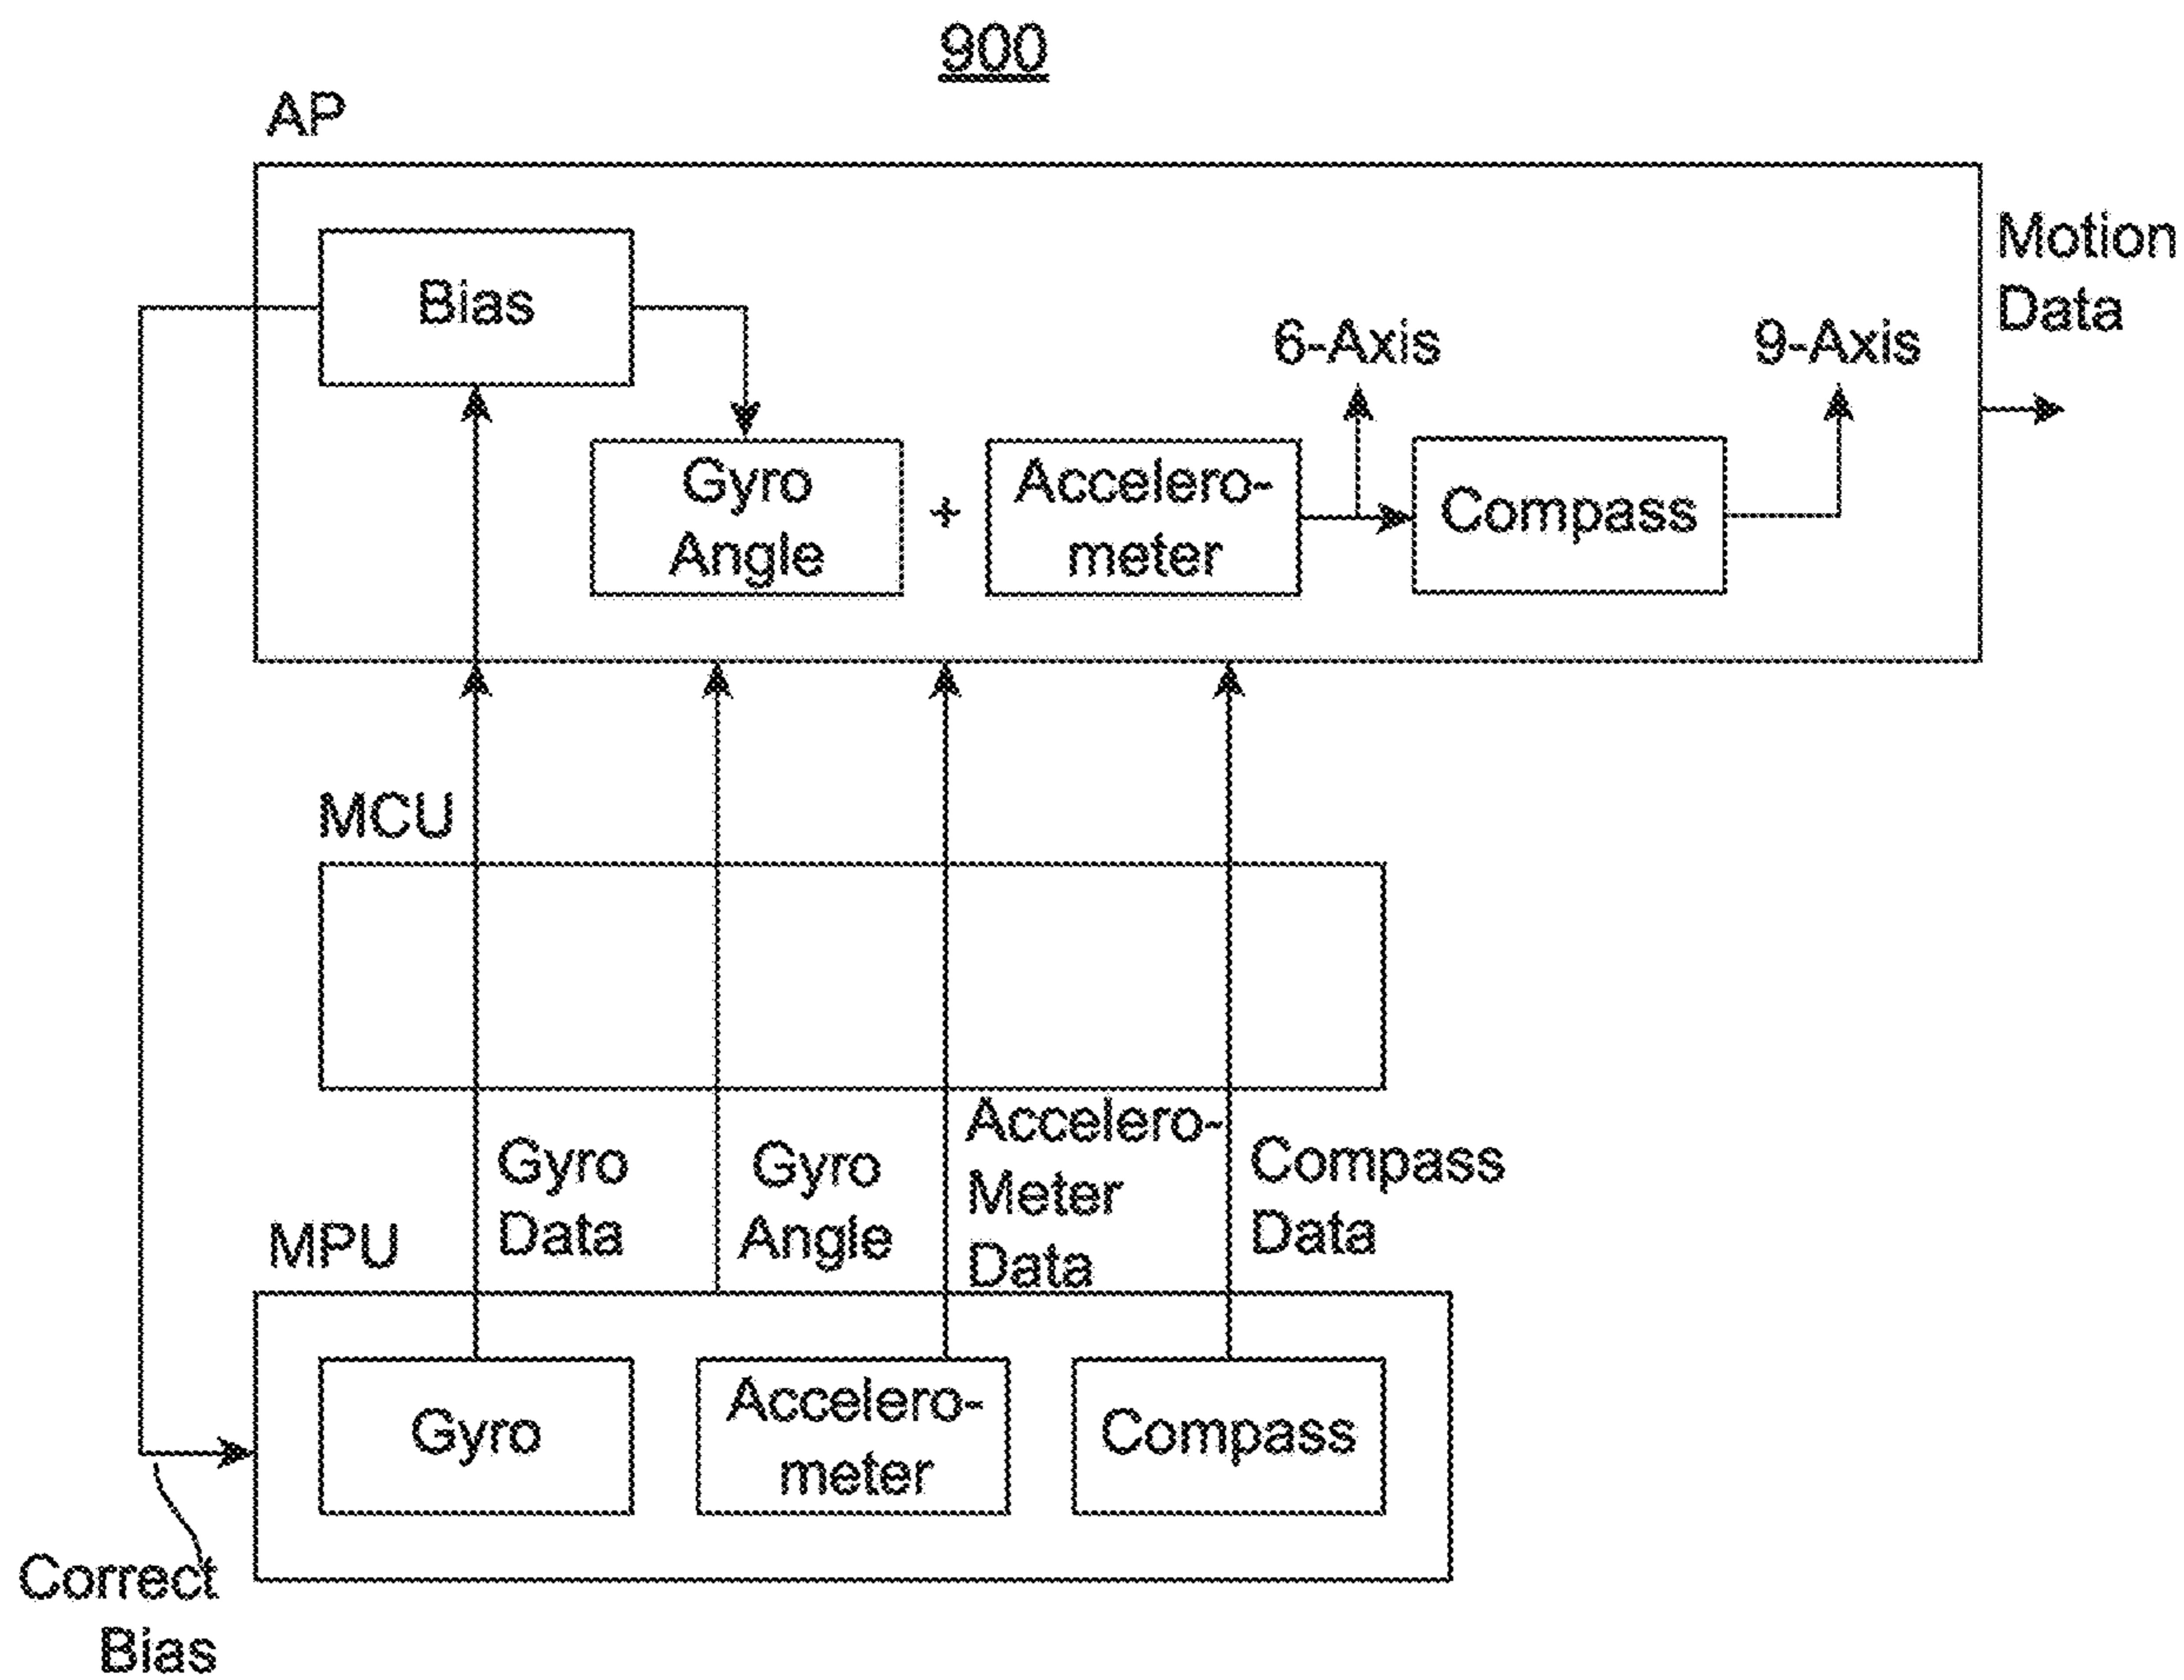 900
AP
Motion
Data
Bias
6-Axis
9-Axis
Gyro
Angle
+
Accelero-
meter
Compass
MCU
Gyro
Data
Gyro
Angle
Accelero-
Meter
Data
Compass
Data
MPU
Gyro
Accelero-
meter
Compass
Correct
Bias